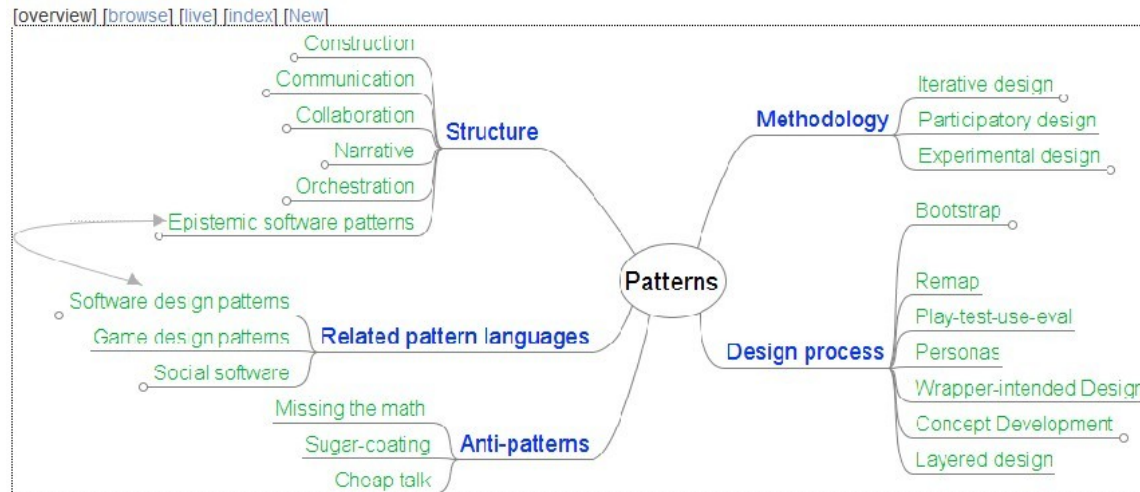 [overview] [browse] [live] [index] [New]
Construction
Communication
Collaboration
Narrative
Orchestration
Epistemic software patterns
Structure
Software design patterns
Game design patterns
Social software
Related pattern languages
Missing the math
Sugar-coating
Cheap talk
Anti-patterns
Patterns
Methodology
Iterative design
Participatory design
Experimental design
Design process
Bootstrap
Remap
Play-test-use-eval
Personas
Wrapper-intended Design
Concept Development
Layered design